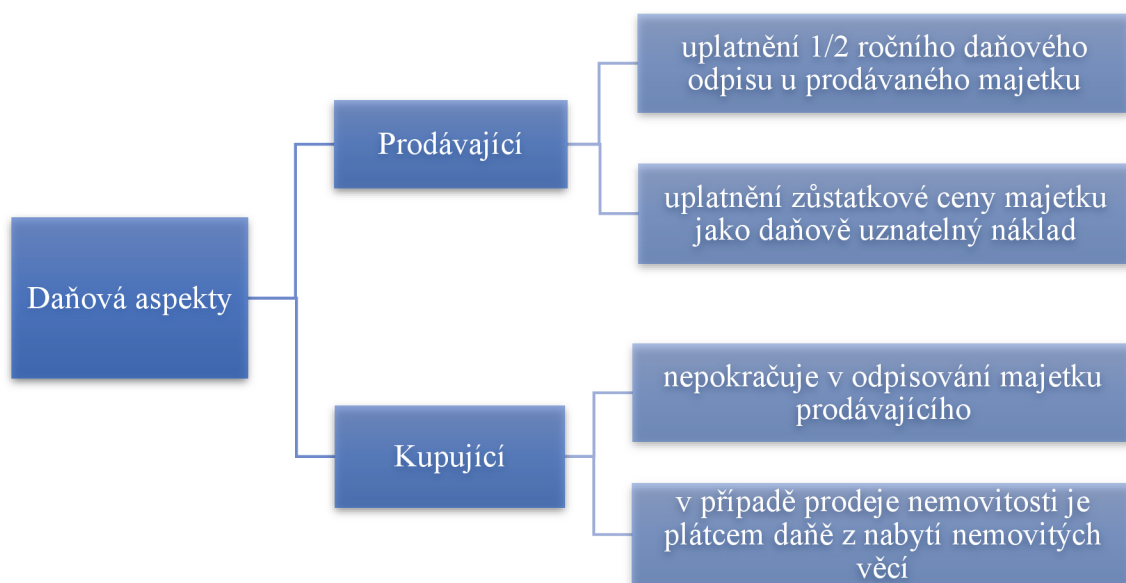 Daňová aspekty
Prodávající
uplatnění 1/2 ročního daňového
odpisu u prodávaného majetku
uplatnění zůstatkové ceny majetku
jako daňově uznatelný náklad
Kupující
nepokračuje v odpisování majetku
prodávajícího
v případě prodeje nemovitosti je
plátcem daně z nabytí nemovitých
věcí